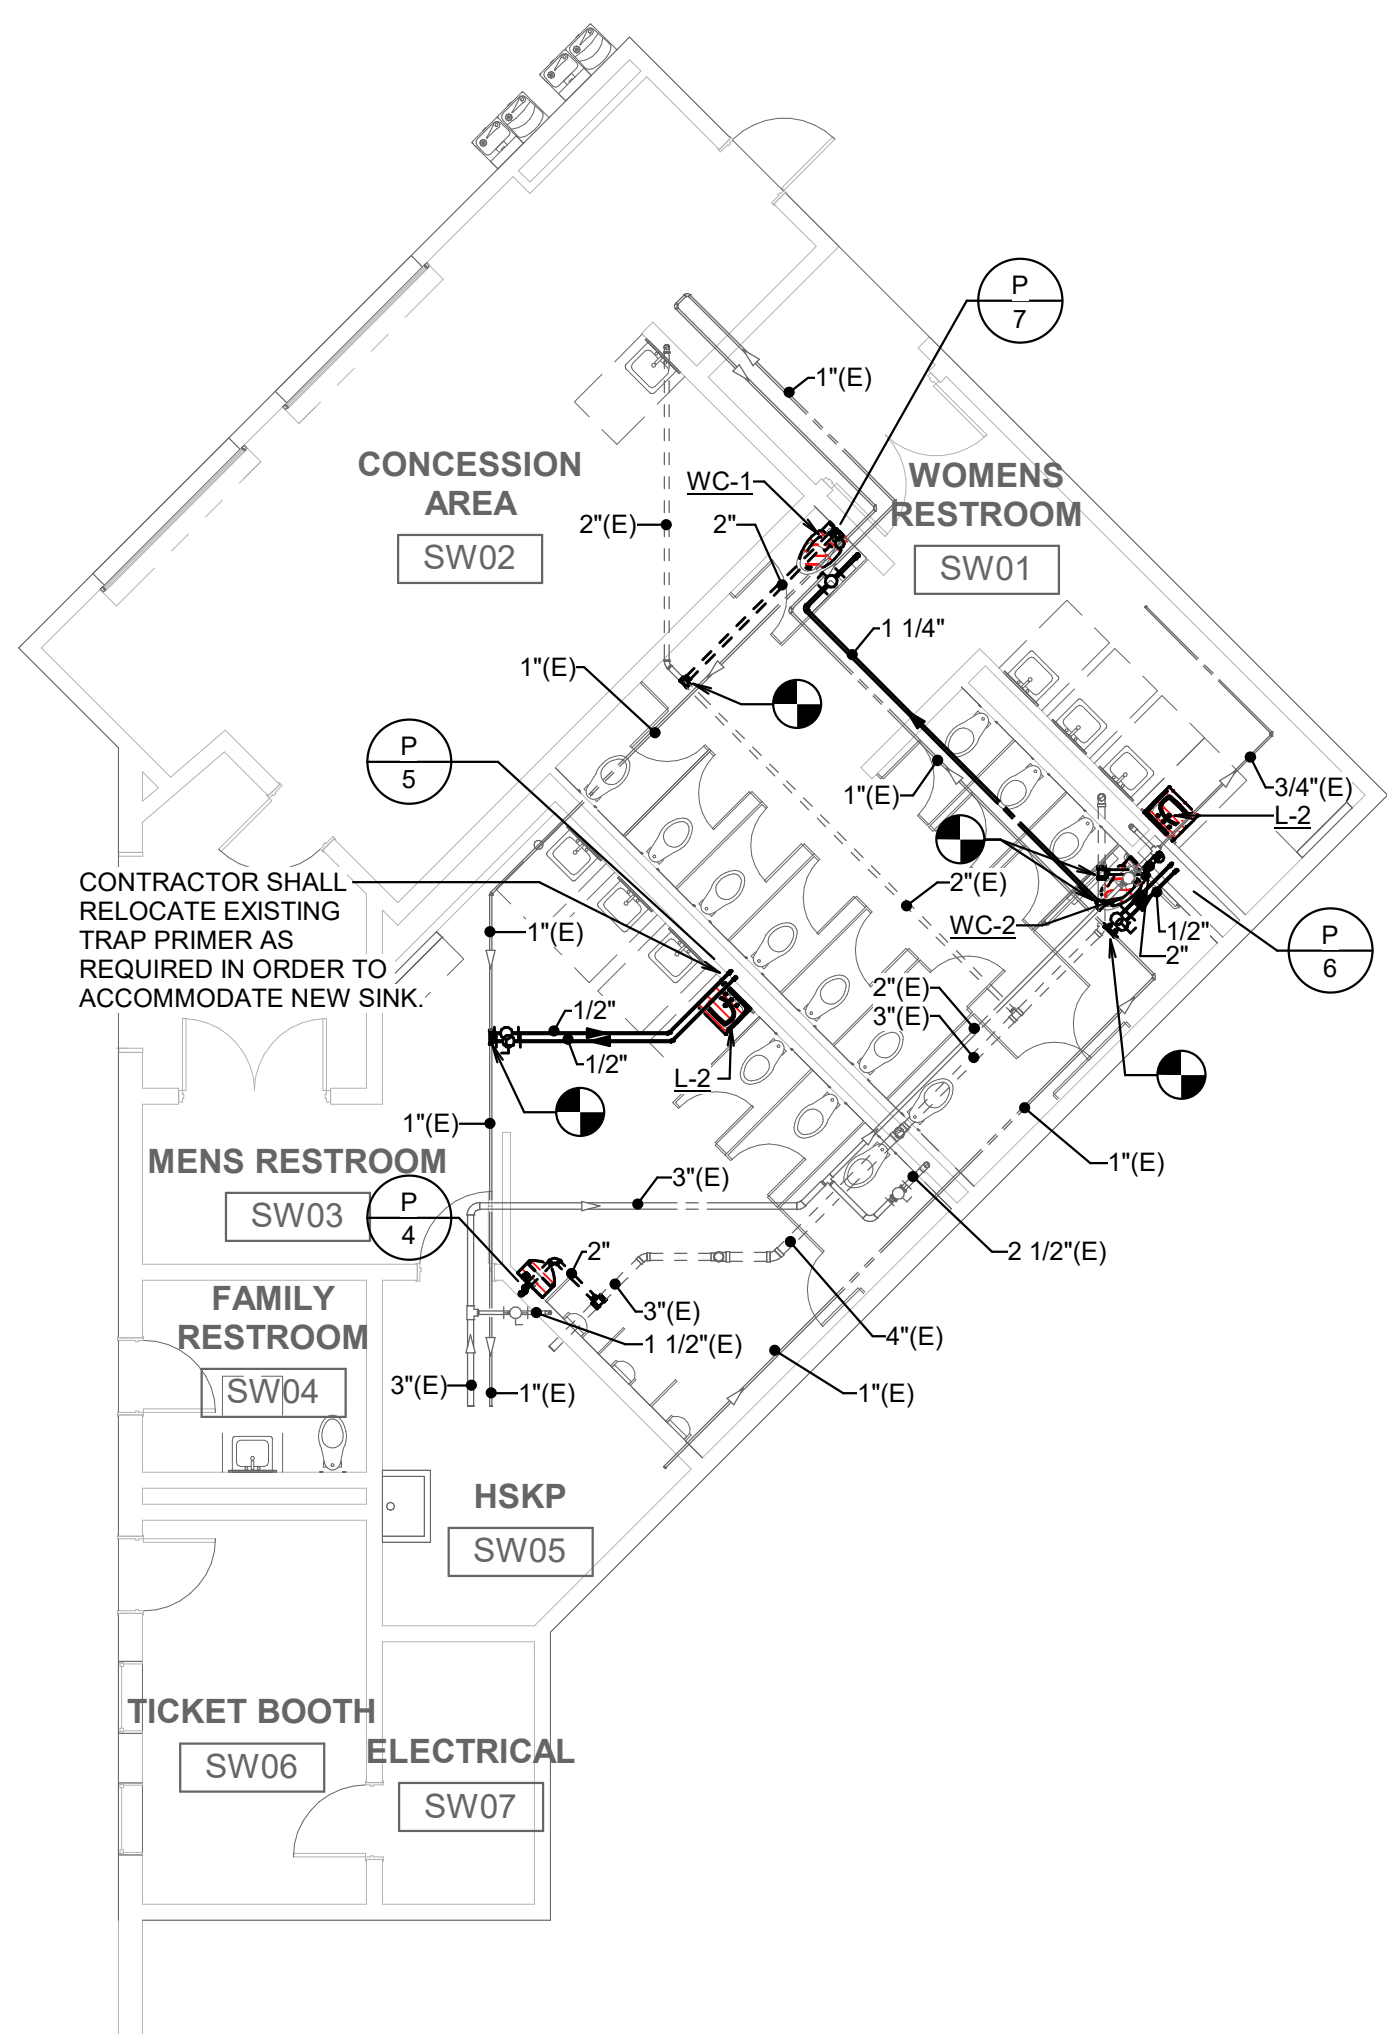 P
7
1"(E)
CONCESSION
AREA
SW02
WC-1
2"(E)
2"
WOMENS
RESTROOM
SW01
1 1/4"
1"(E)
P
5
1"(E)
3/4"(E)
L-2
CONTRACTOR SHALL
RELOCATE EXISTING
TRAP PRIMER AS
REQUIRED IN ORDER TO
ACCOMMODATE NEW SINK.
2"(E)
WC-2
1/2"
2"
P
6
1"(E)
2"(E)
3"(E)
1/2"
1/2"
L-2
1"(E)
MENS RESTROOM
SW03
1"(E)
3"(E)
P
4
2"
2 1/2"(E)
FAMILY
RESTROOM
SW04
3"(E)
1 1/2"(E)
4"(E)
3"(E)
1"(E)
1"(E)
HSKP
SW05
TICKET BOOTH
SW06
ELECTRICAL
SW07